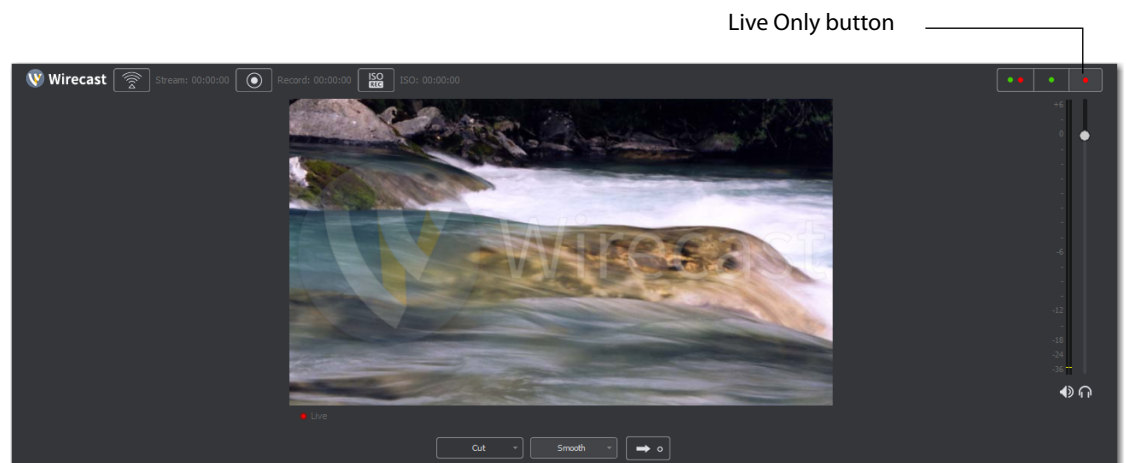 Live Only button
Wirecast Stream: 00:00:00 Record: 00:00:00 ISO REC ISO: 00:00:00
+6
0
Wirecast
-6
-12
-18
-24
-36
Live
Cut Smooth